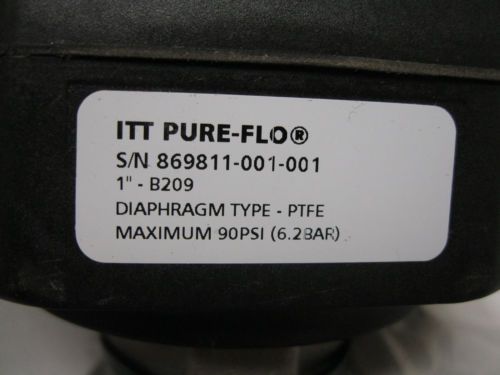 ITT PURE-FLO®
S/N 869811-001-001
1" - B209
DIAPHRAGM TYPE - PTFE
MAXIMUM 90PSI (6.2BAR)